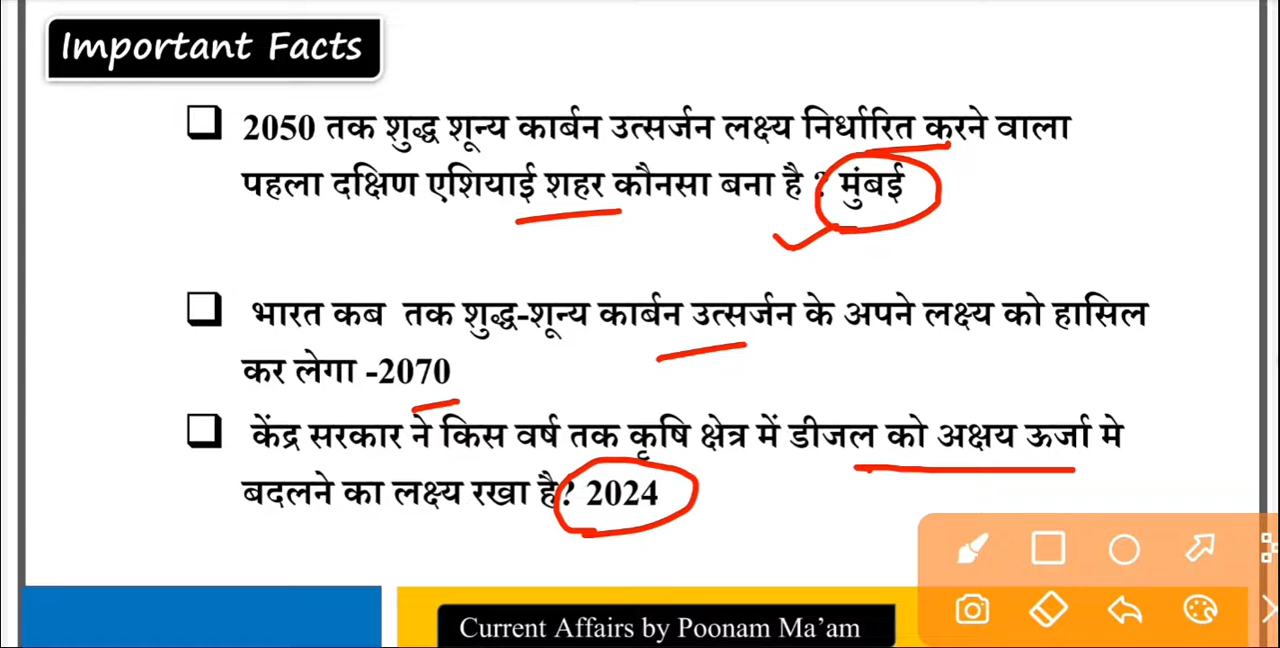 Important Facts
2050 तक शुद्ध शून्य कार्बन उत्सर्जन लक्ष्य निर्धारित करने वाला
पहला दक्षिण एशियाई शहर कौनसा बना है ? मुंबई
भारत कब तक शुद्ध-शून्य कार्बन उत्सर्जन के अपने लक्ष्य को हासिल
कर लेगा -2070
केंद्र सरकार ने किस वर्ष तक कृषि क्षेत्र में डीजल को अक्षय ऊर्जा मे
बदलने का लक्ष्य रखा है? 2024
Current Affairs by Poonam Ma'am